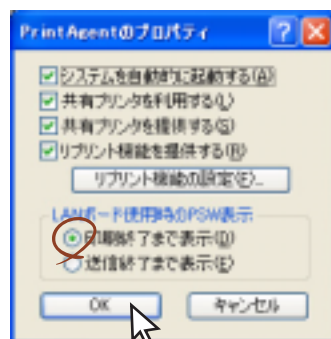 PrintAgentのプロパティ
システムを自動的に起動する(A)
共有プリンタを利用する(L)
共有プリンタを提供する(S)
リプリント機能を提供する(R)
リプリント機能の設定(E)...
LANボード使用時のPSW表示
印刷終了まで表示(D)
送信終了まで表示(E)
OK
キャンセル